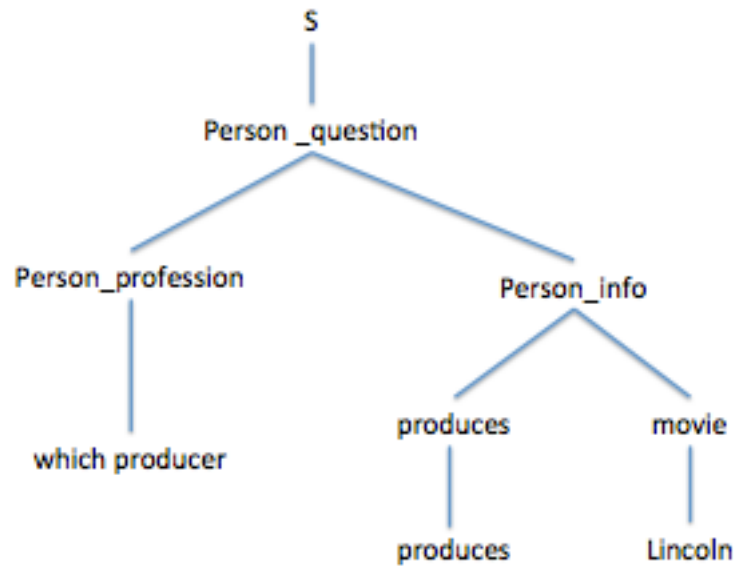 S
Person _question
Person_profession
Person_info
produces
movie
which producer
produces
Lincoln